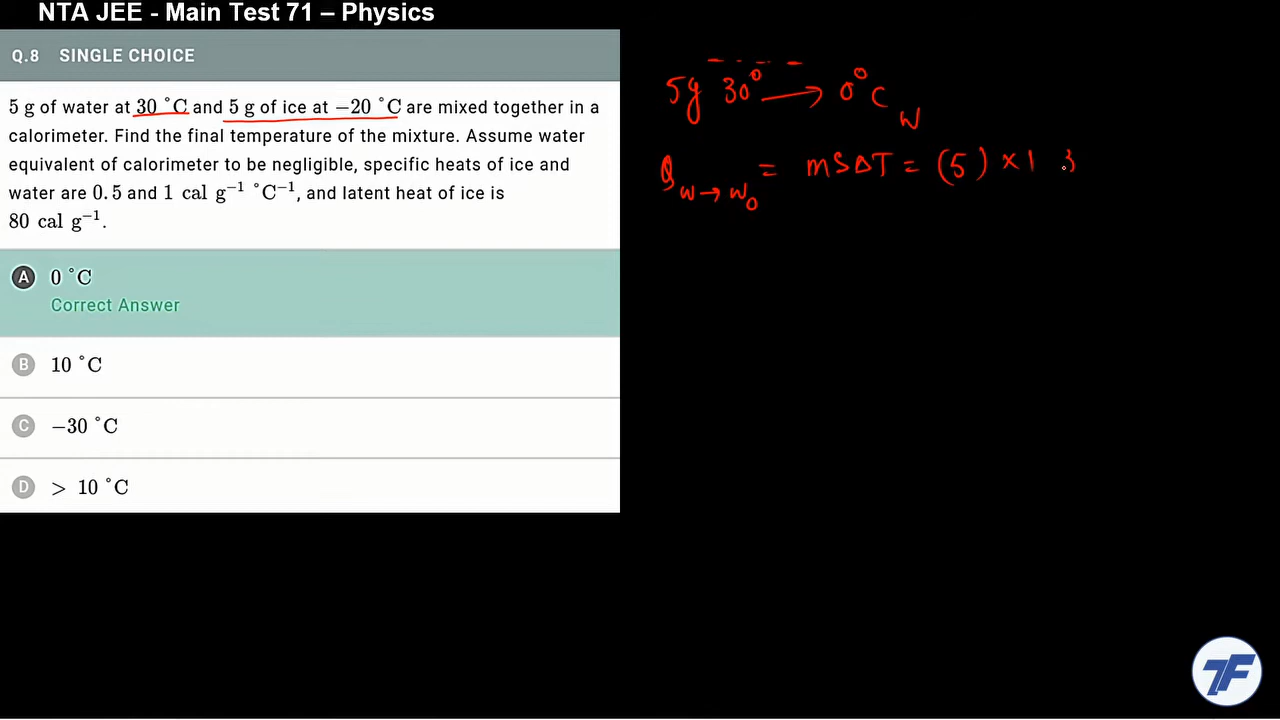 NTA JEE - Main Test 71 – Physics
Q.8 SINGLE CHOICE
5 g of water at 30 °C and 5 g of ice at −20 °C are mixed together in a
calorimeter. Find the final temperature of the mixture. Assume water
equivalent of calorimeter to be negligible, specific heats of ice and
water are 0.5 and 1 cal g⁻¹ °C⁻¹, and latent heat of ice is
80 cal g⁻¹.
A 0 °C
Correct Answer
B 10 °C
C −30 °C
D > 10 °C
5g 30° → 0°C W
Q W→W₀ = mSΔT = (5) × 1 3
7F